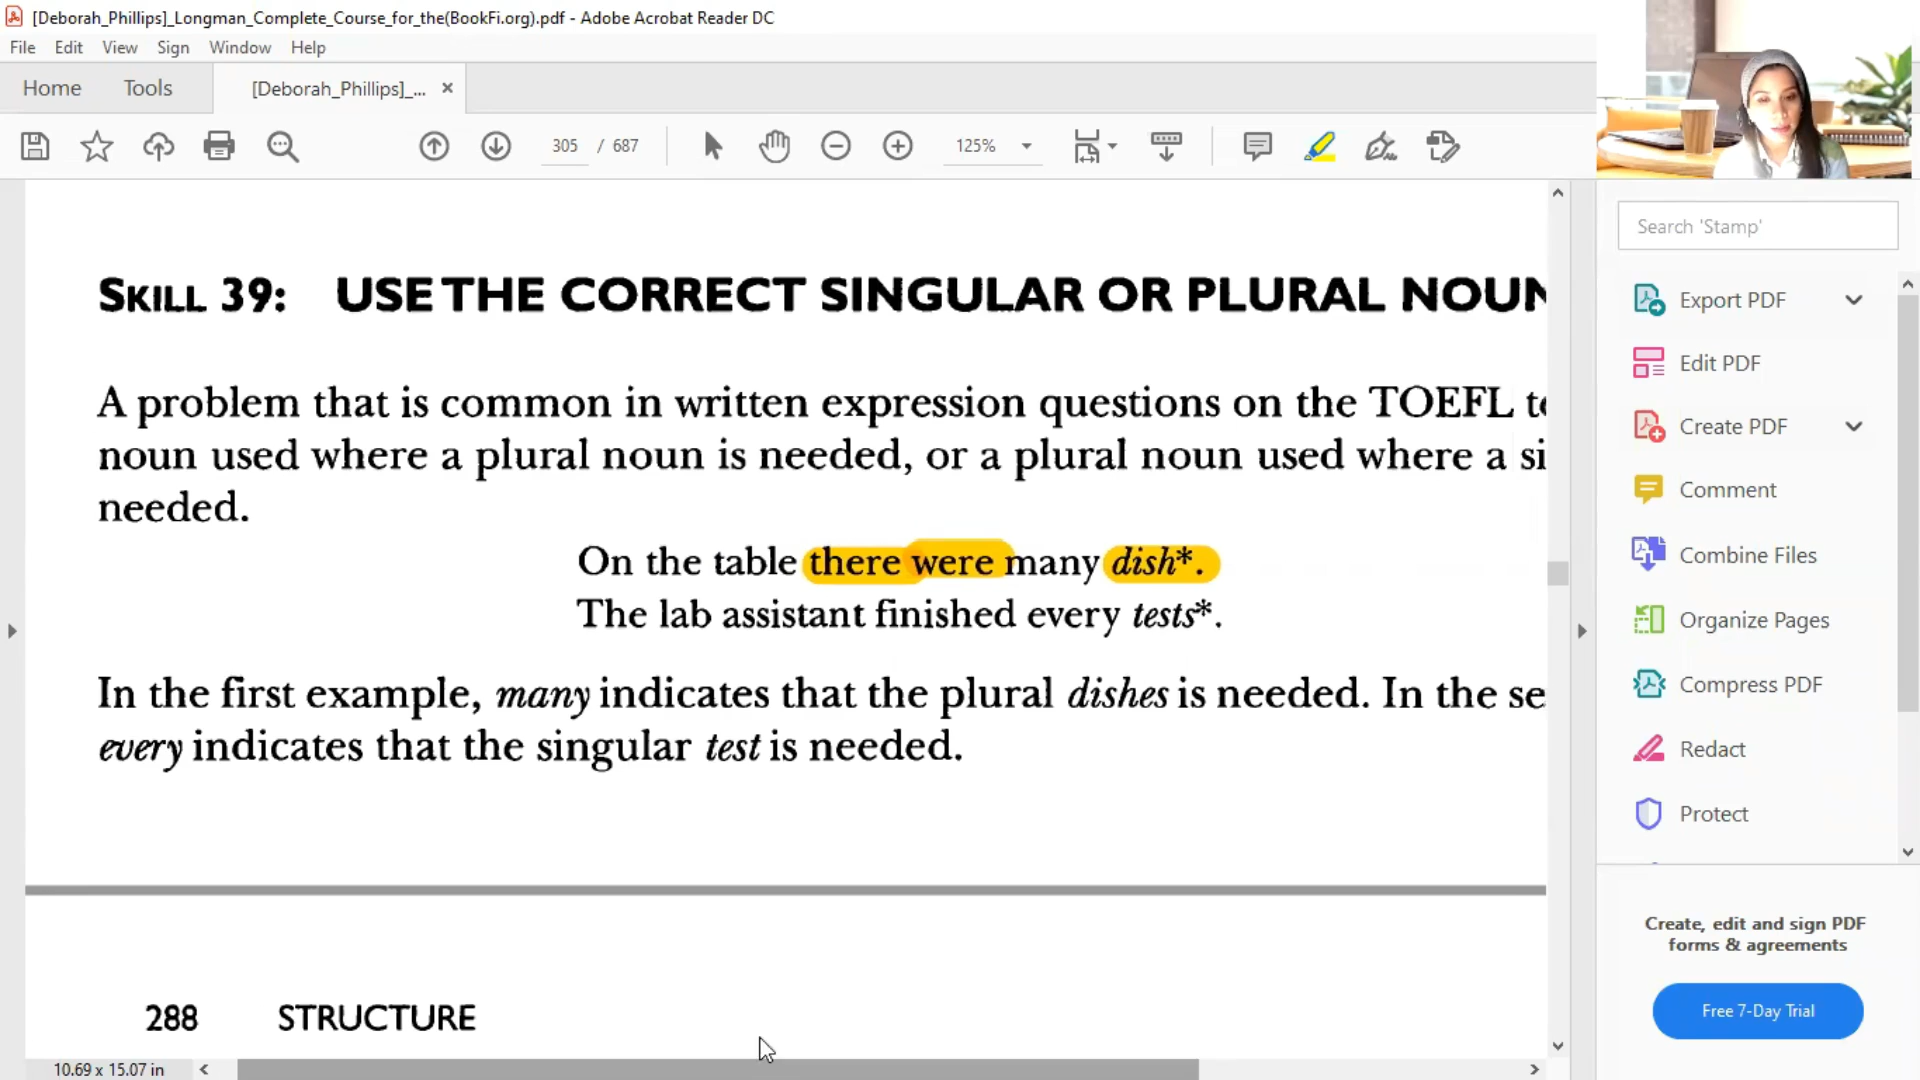 [Deborah_Phillips]_Longman_Complete_Course_for_the(BookFi.org).pdf - Adobe Acrobat Reader DC
File Edit View Sign Window Help
Home Tools [Deborah_Phillips]_... ×
305 / 687 125%
SKILL 39: USE THE CORRECT SINGULAR OR PLURAL NOUN
A problem that is common in written expression questions on the TOEFL te
noun used where a plural noun is needed, or a plural noun used where a si
needed.
On the table there were many dish*.
The lab assistant finished every tests*.
In the first example, many indicates that the plural dishes is needed. In the se
every indicates that the singular test is needed.
288 STRUCTURE
10.69 x 15.07 in
Search 'Stamp'
Export PDF
Edit PDF
Create PDF
Comment
Combine Files
Organize Pages
Compress PDF
Redact
Protect
Create, edit and sign PDF
forms & agreements
Free 7-Day Trial